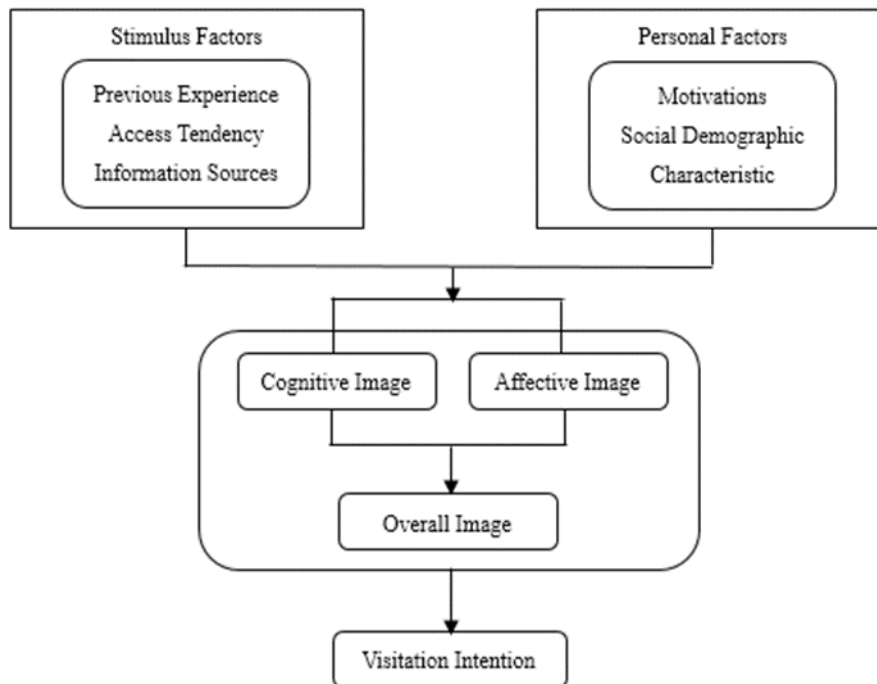 Stimulus Factors
Previous Experience
Access Tendency
Information Sources
Personal Factors
Motivations
Social Demographic
Characteristic
Cognitive Image
Affective Image
Overall Image
Visitation Intention